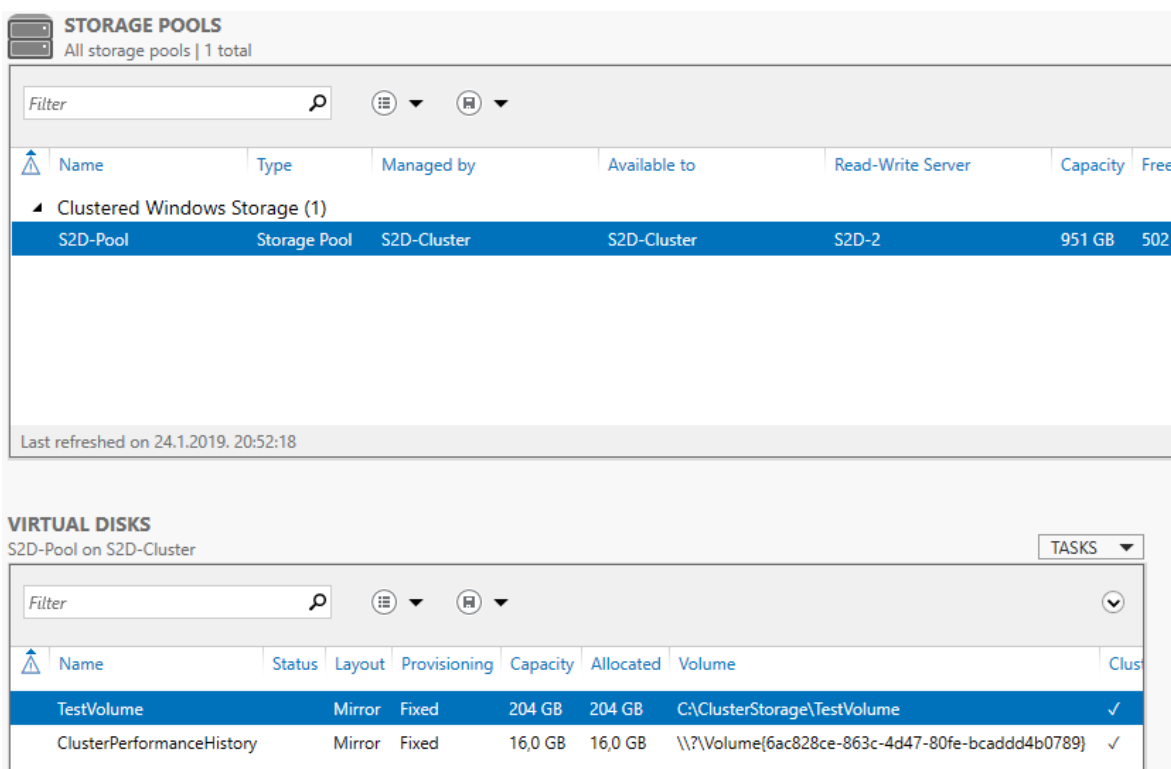 STORAGE POOLS
All storage pools | 1 total
Filter
Name Type Managed by Available to Read-Write Server Capacity Free
Clustered Windows Storage (1)
S2D-Pool Storage Pool S2D-Cluster S2D-Cluster S2D-2 951 GB 502
Last refreshed on 24.1.2019. 20:52:18
VIRTUAL DISKS
S2D-Pool on S2D-Cluster
TASKS
Filter
Name Status Layout Provisioning Capacity Allocated Volume Clust
TestVolume Mirror Fixed 204 GB 204 GB C:\ClusterStorage\TestVolume
ClusterPerformanceHistory Mirror Fixed 16,0 GB 16,0 GB \\?\Volume{6ac828ce-863c-4d47-80fe-bcaddd4b0789}